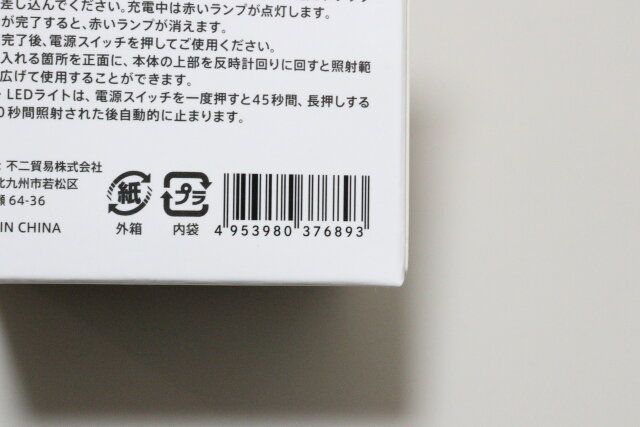 差し込んでください。充電中は赤いランプが点灯します。
が完了すると、赤いランプが消えます。
完了後、電源スイッチを押してご使用ください。
入れる箇所を正面に、本体の上部を反時計回りに回すと照射範
広げて使用することができます。
LEDライトは、電源スイッチを一度押すと45秒間、長押しする
0秒間照射された後自動的に止まります。
: 不二貿易株式会社
北九州市若松区
瀬 64-36
IN CHINA
紙
外箱
プラ
内袋
4 953980 376893